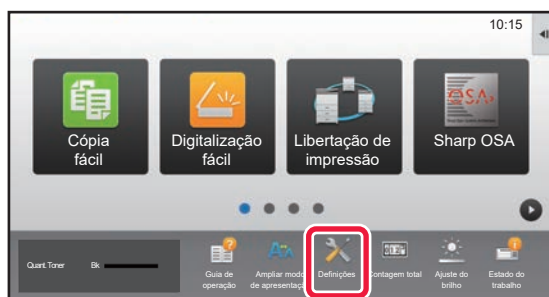 10:15
Cópia
fácil
Digitalização
fácil
Libertação de
impressão
OSA
Sharp OSA
Quant. Toner
Bk
Guia de
operação
Ampliar modo
de apresentação
Definições
Contagem total
Ajuste do
brilho
Estado do
trabalho